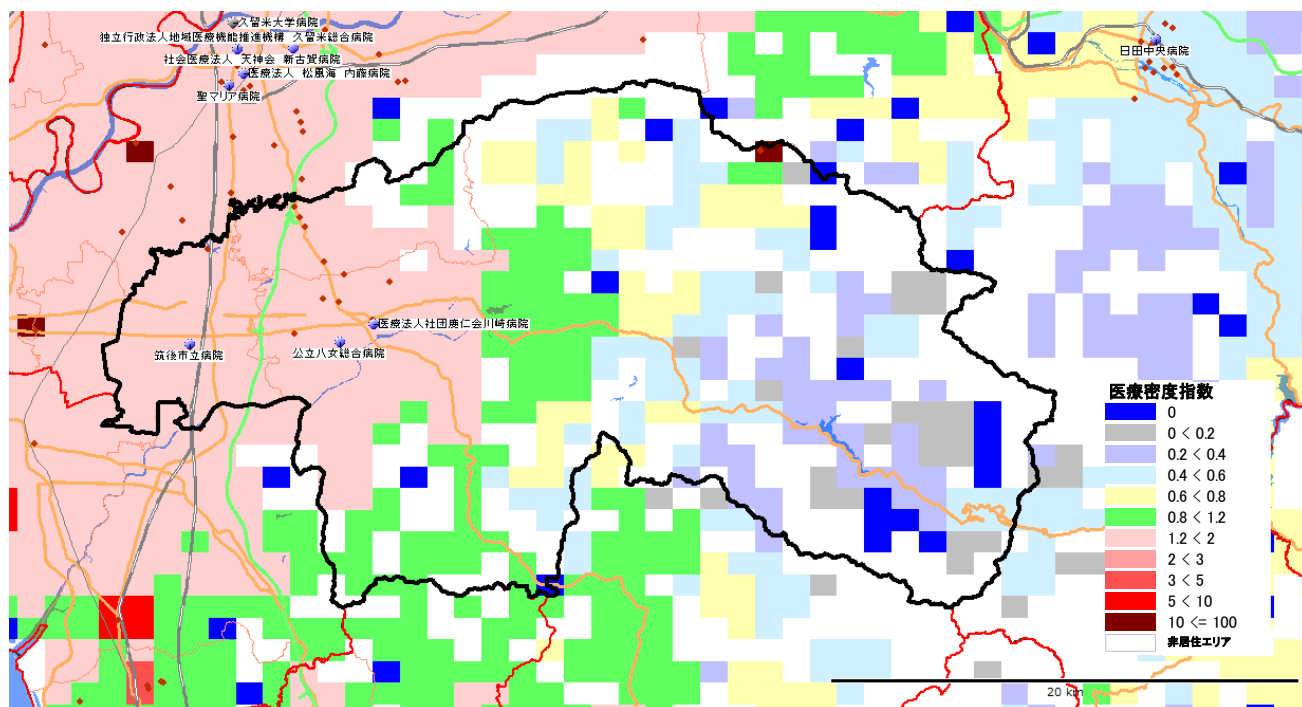 久留米大学病院
独立行政法人地域医療機能推進機構 久留米総合病院
社会医療法人 天神会 新古賀病院
医療法人 松風海 内藤病院
聖マリア病院
日田中央病院
医療法人社団慶仁会川崎病院
公立八女総合病院
筑後市立病院
医療密度指数
0
0 < 0.2
0.2 < 0.4
0.4 < 0.6
0.6 < 0.8
0.8 < 1.2
1.2 < 2
2 < 3
3 < 5
5 < 10
10 <= 100
非居住エリア
20 km